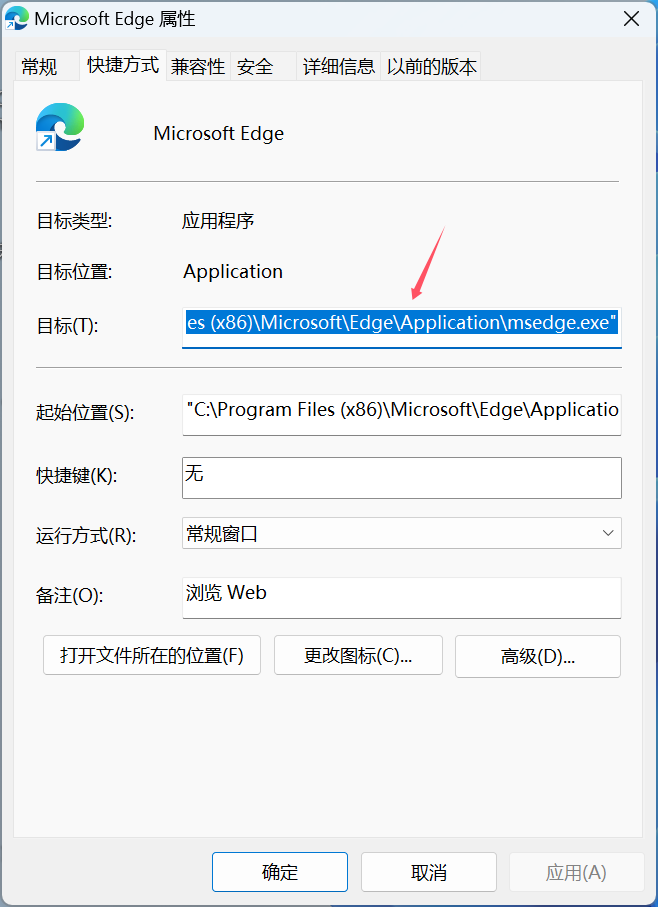 Microsoft Edge 属性
常规 快捷方式 兼容性 安全 详细信息 以前的版本
Microsoft Edge
目标类型: 应用程序
目标位置: Application
目标(T): es (x86)\Microsoft\Edge\Application\msedge.exe"
起始位置(S): "C:\Program Files (x86)\Microsoft\Edge\Applicatio
快捷键(K): 无
运行方式(R): 常规窗口
备注(O): 浏览 Web
打开文件所在的位置(F) 更改图标(C)... 高级(D)...
确定 取消 应用(A)